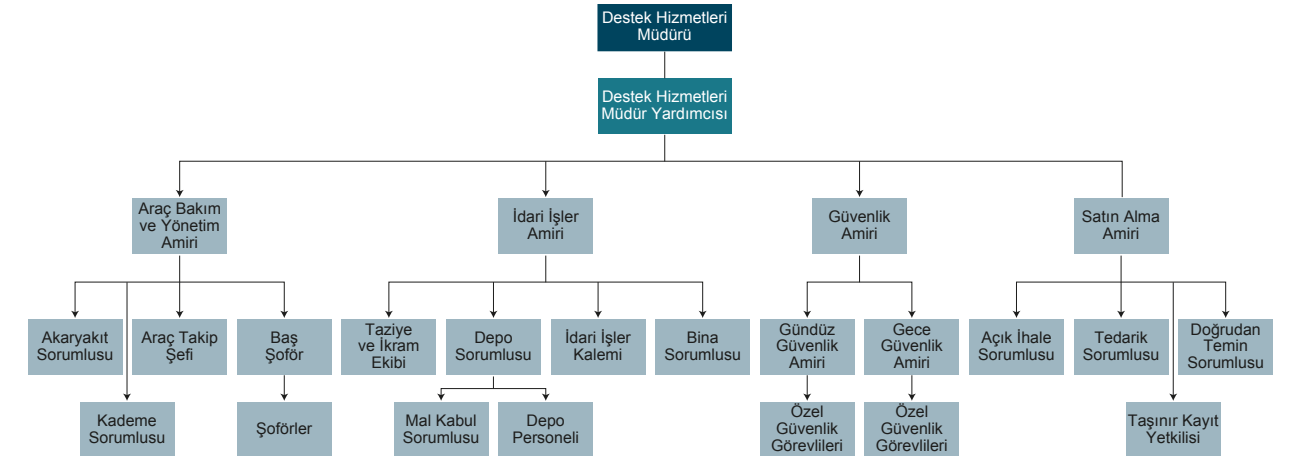 Destek Hizmetleri
Müdürü
Destek Hizmetleri
Müdür Yardımcısı
Araç Bakım
ve Yönetim
Amiri
İdari İşler
Amiri
Güvenlik
Amiri
Satın Alma
Amiri
Akaryakıt
Sorumlusu
Araç Takip
Şefi
Baş
Şoför
Taziye
ve İkram
Ekibi
Depo
Sorumlusu
İdari İşler
Kalemi
Bina
Sorumlusu
Gündüz
Güvenlik
Amiri
Gece
Güvenlik
Amiri
Açık İhale
Sorumlusu
Tedarik
Sorumlusu
Doğrudan
Temin
Sorumlusu
Kademe
Sorumlusu
Şoförler
Mal Kabul
Sorumlusu
Depo
Personeli
Özel
Güvenlik
Görevlileri
Özel
Güvenlik
Görevlileri
Taşınır Kayıt
Yetkilisi